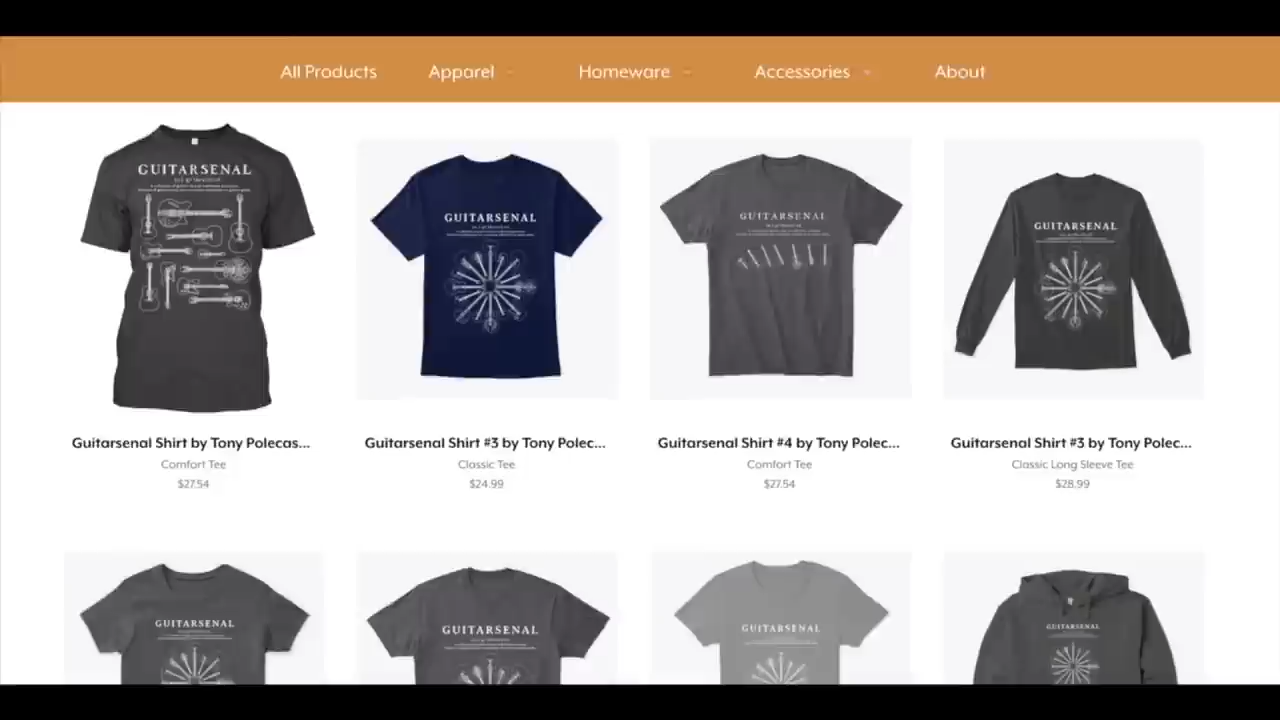 All Products Apparel Homeware Accessories About
GUITARSENAL
GUITARSENAL
GUITARSENAL
GUITARSENAL
Guitarsenal Shirt by Tony Polecas... Guitarsenal Shirt #3 by Tony Polec... Guitarsenal Shirt #4 by Tony Polec... Guitarsenal Shirt #3 by Tony Polec...
Comfort Tee Classic Tee Comfort Tee Classic Long Sleeve Tee
$27.54 $24.99 $27.54 $28.99
GUITARSENAL
GUITARSENAL
GUITARSENAL
GUITARSENAL